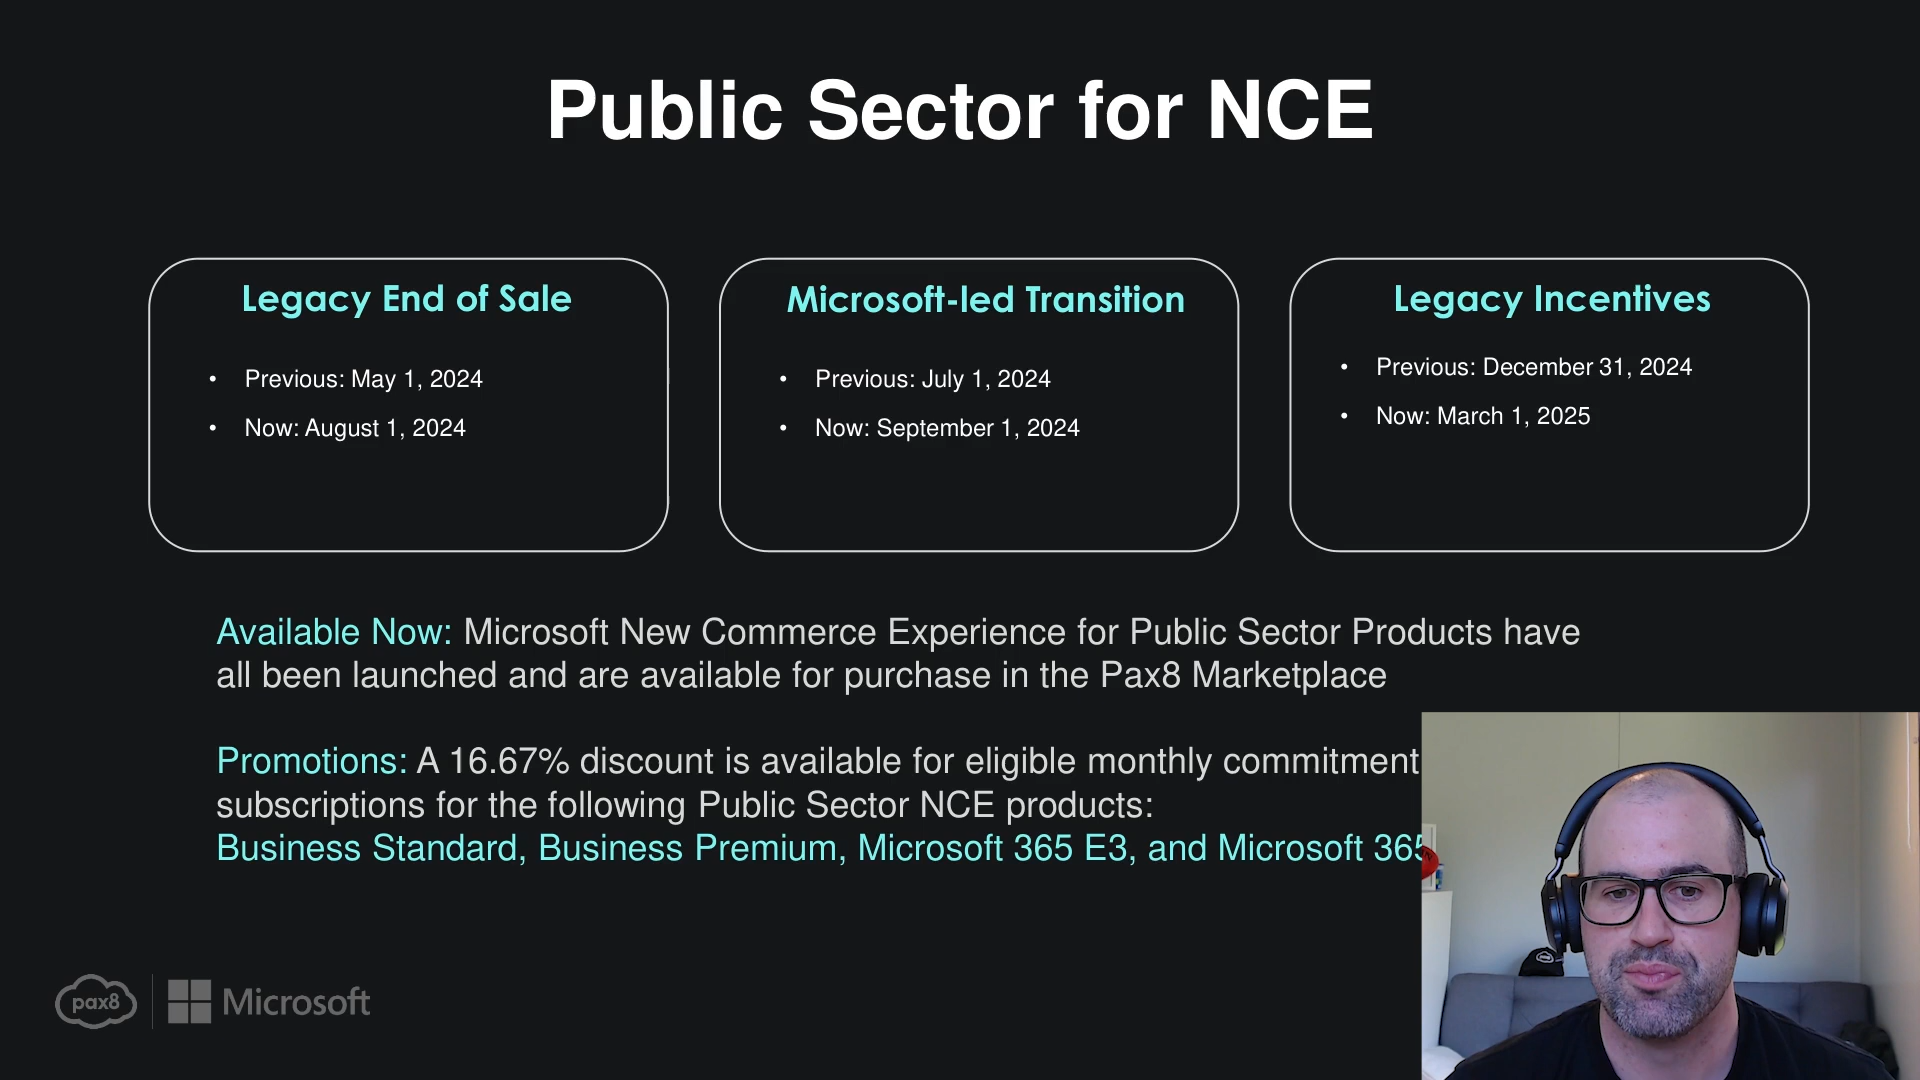 Public Sector for NCE
Legacy End of Sale
• Previous: May 1, 2024
• Now: August 1, 2024
Microsoft-led Transition
• Previous: July 1, 2024
• Now: September 1, 2024
Legacy Incentives
• Previous: December 31, 2024
• Now: March 1, 2025
Available Now: Microsoft New Commerce Experience for Public Sector Products have
all been launched and are available for purchase in the Pax8 Marketplace
Promotions: A 16.67% discount is available for eligible monthly commitment
subscriptions for the following Public Sector NCE products:
Business Standard, Business Premium, Microsoft 365 E3, and Microsoft 365
pax8
Microsoft